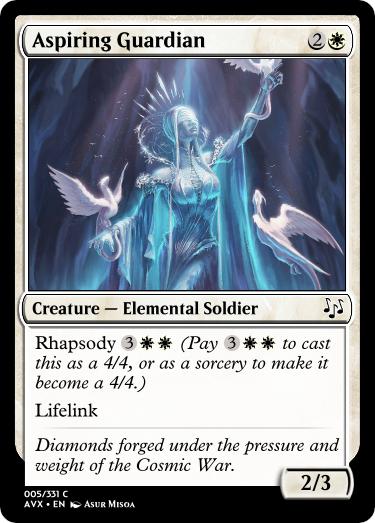 Aspiring Guardian 2
Creature — Elemental Soldier
Rhapsody 3 (Pay 3 to cast
this as a 4/4, or as a sorcery to make it
become a 4/4.)
Lifelink
Diamonds forged under the pressure and
weight of the Cosmic War.
2/3
005/331 C
AVX • EN Asur Misoa